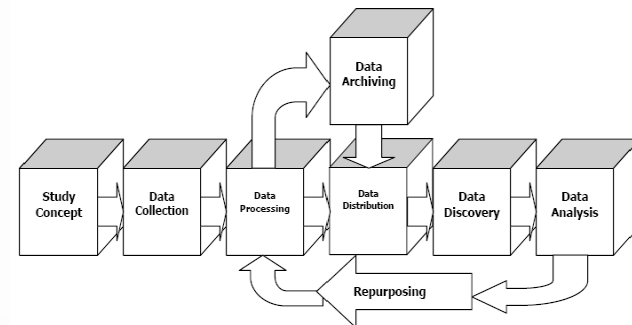 Data
Archiving
Study
Concept
Data
Collection
Data
Processing
Data
Distribution
Data
Discovery
Data
Analysis
Repurposing